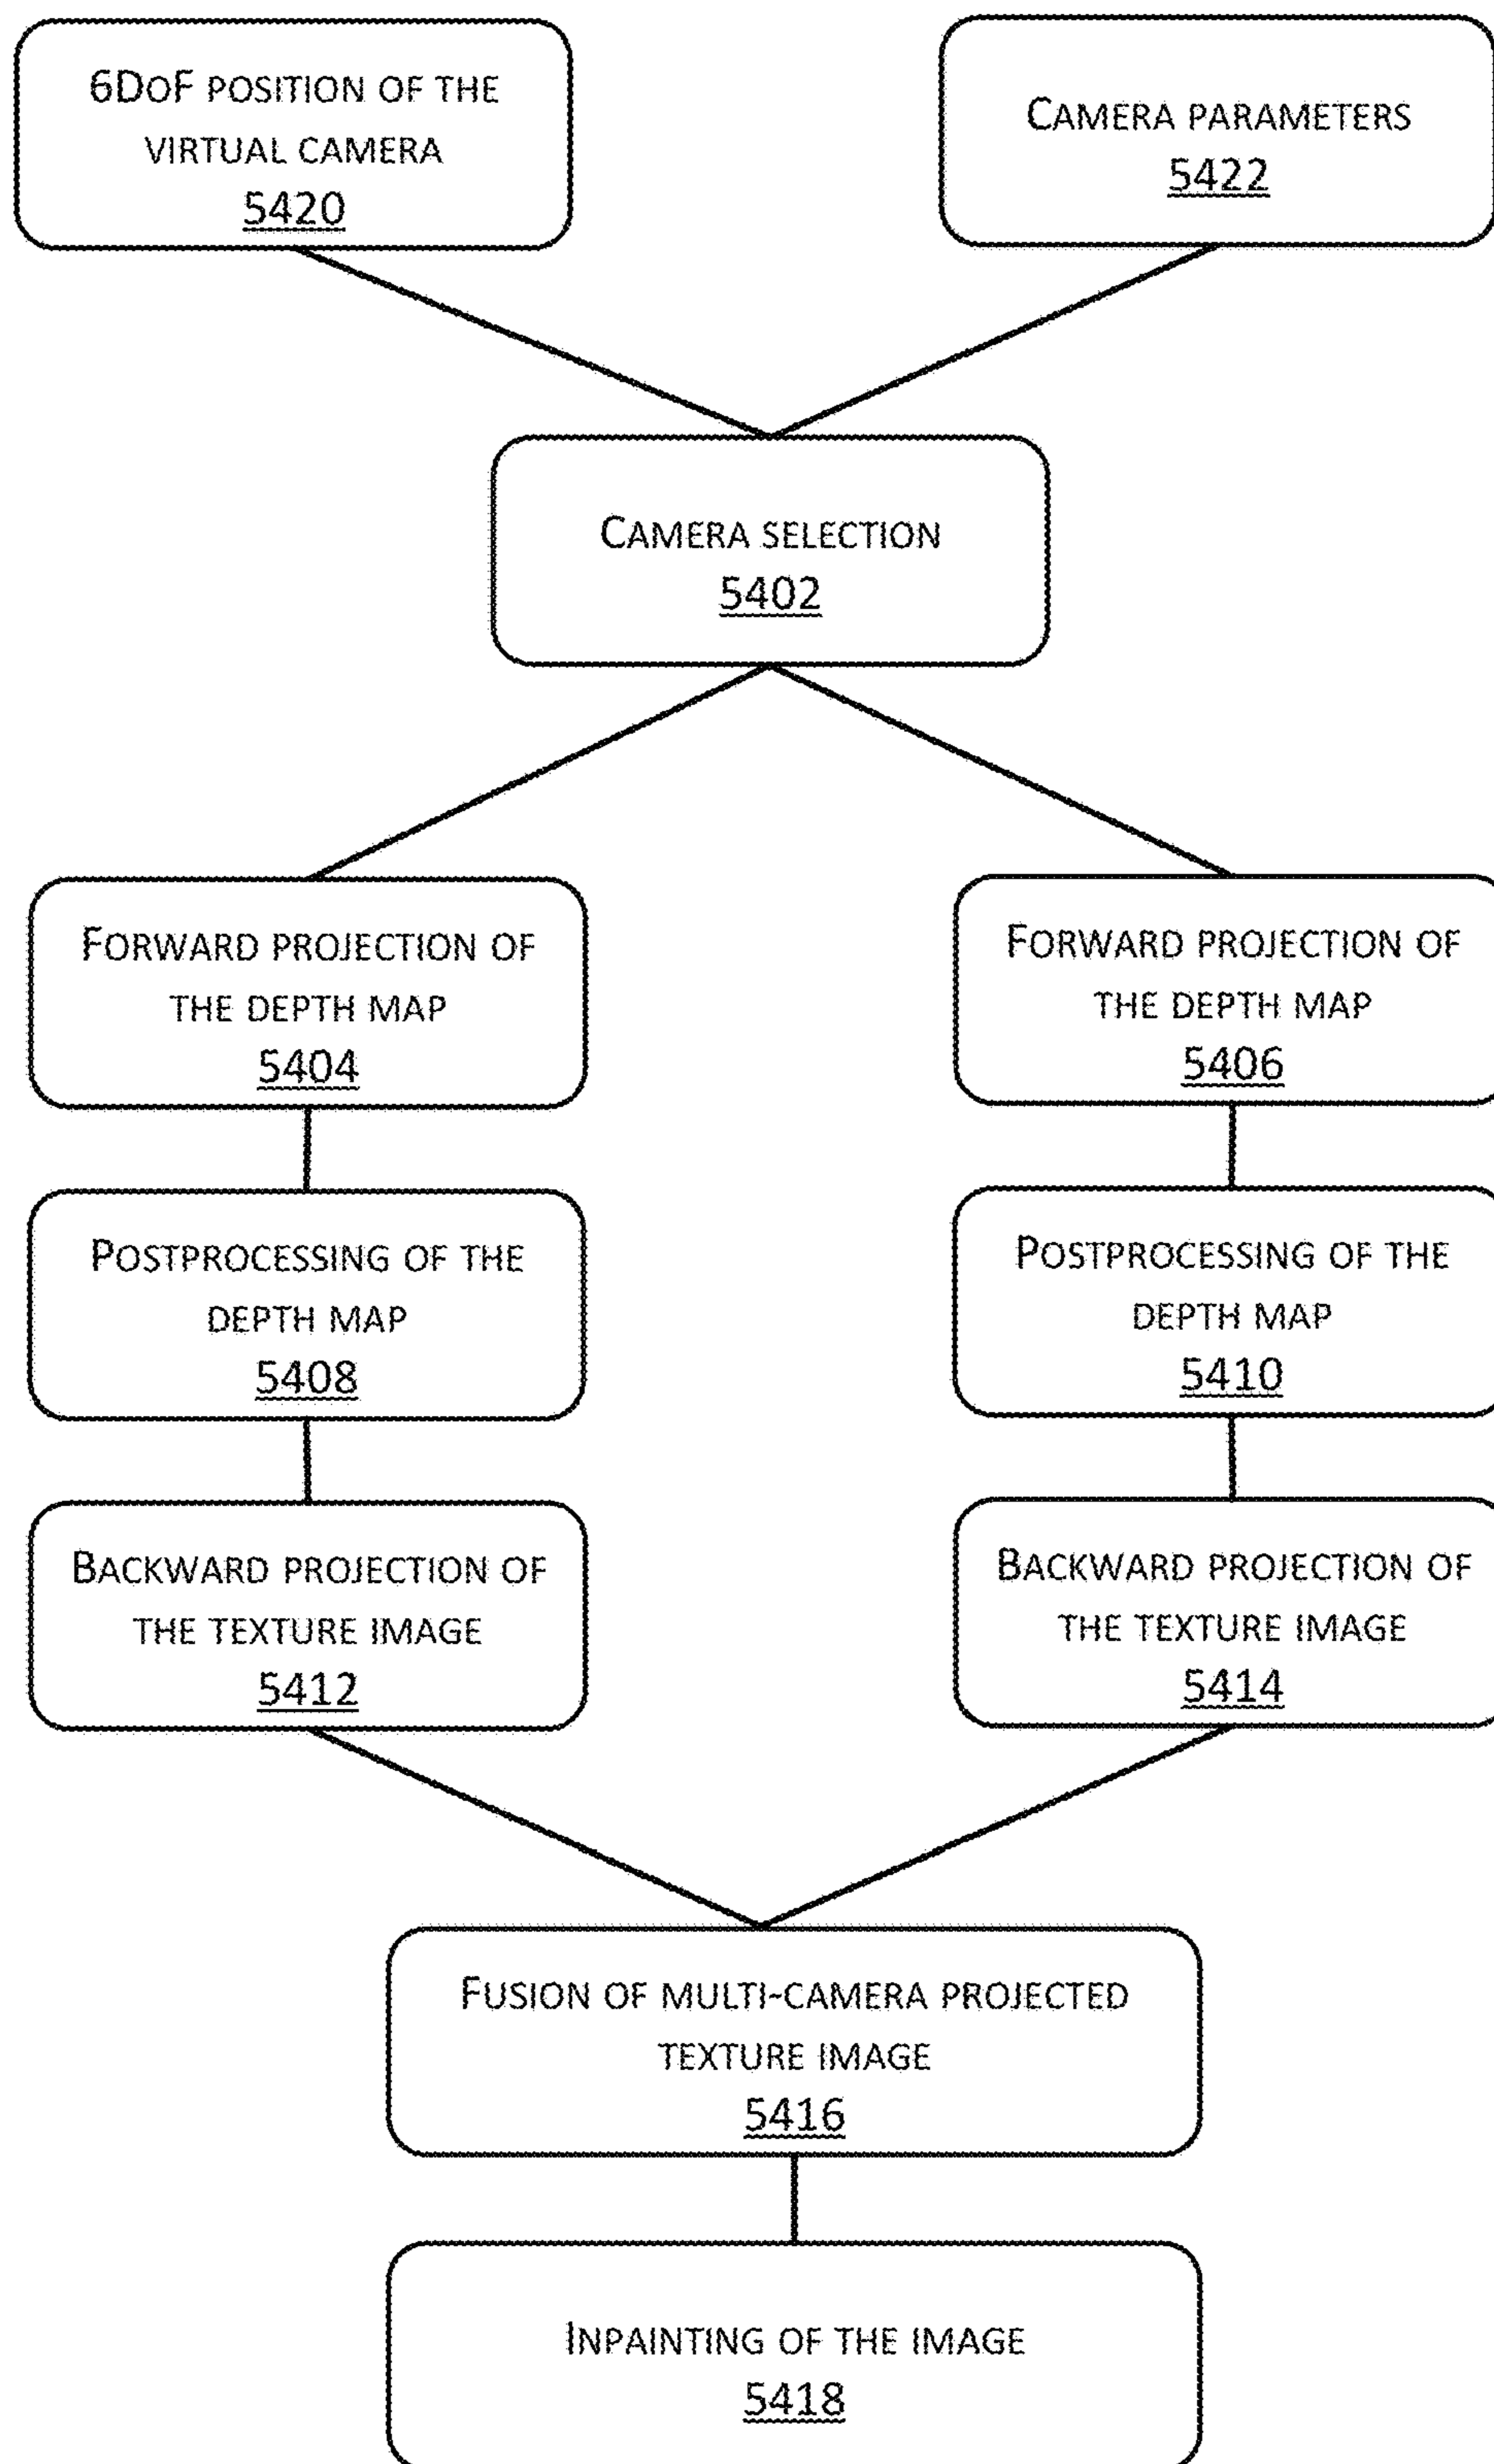 6DoF POSITION OF THE
VIRTUAL CAMERA
5420
CAMERA PARAMETERS
5422
CAMERA SELECTION
5402
FORWARD PROJECTION OF
THE DEPTH MAP
5404
FORWARD PROJECTION OF
THE DEPTH MAP
5406
POSTPROCESSING OF THE
DEPTH MAP
5408
POSTPROCESSING OF THE
DEPTH MAP
5410
BACKWARD PROJECTION OF
THE TEXTURE IMAGE
5412
BACKWARD PROJECTION OF
THE TEXTURE IMAGE
5414
FUSION OF MULTI-CAMERA PROJECTED
TEXTURE IMAGE
5416
INPAINTING OF THE IMAGE
5418